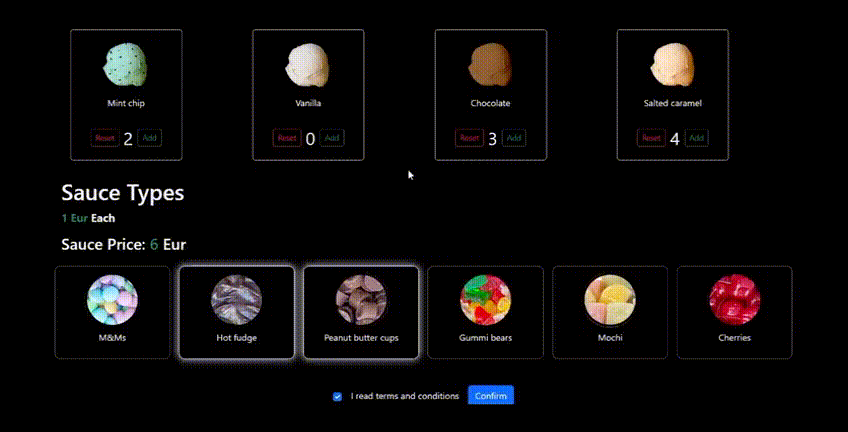 Mint chip
Vanilla
Chocolate
Salted caramel
Reset 2 Add
Reset 0 Add
Reset 3 Add
Reset 4 Add
Sauce Types
1 Eur Each
Sauce Price: 6 Eur
M&Ms
Hot fudge
Peanut butter cups
Gummi bears
Mochi
Cherries
I read terms and conditions Confirm